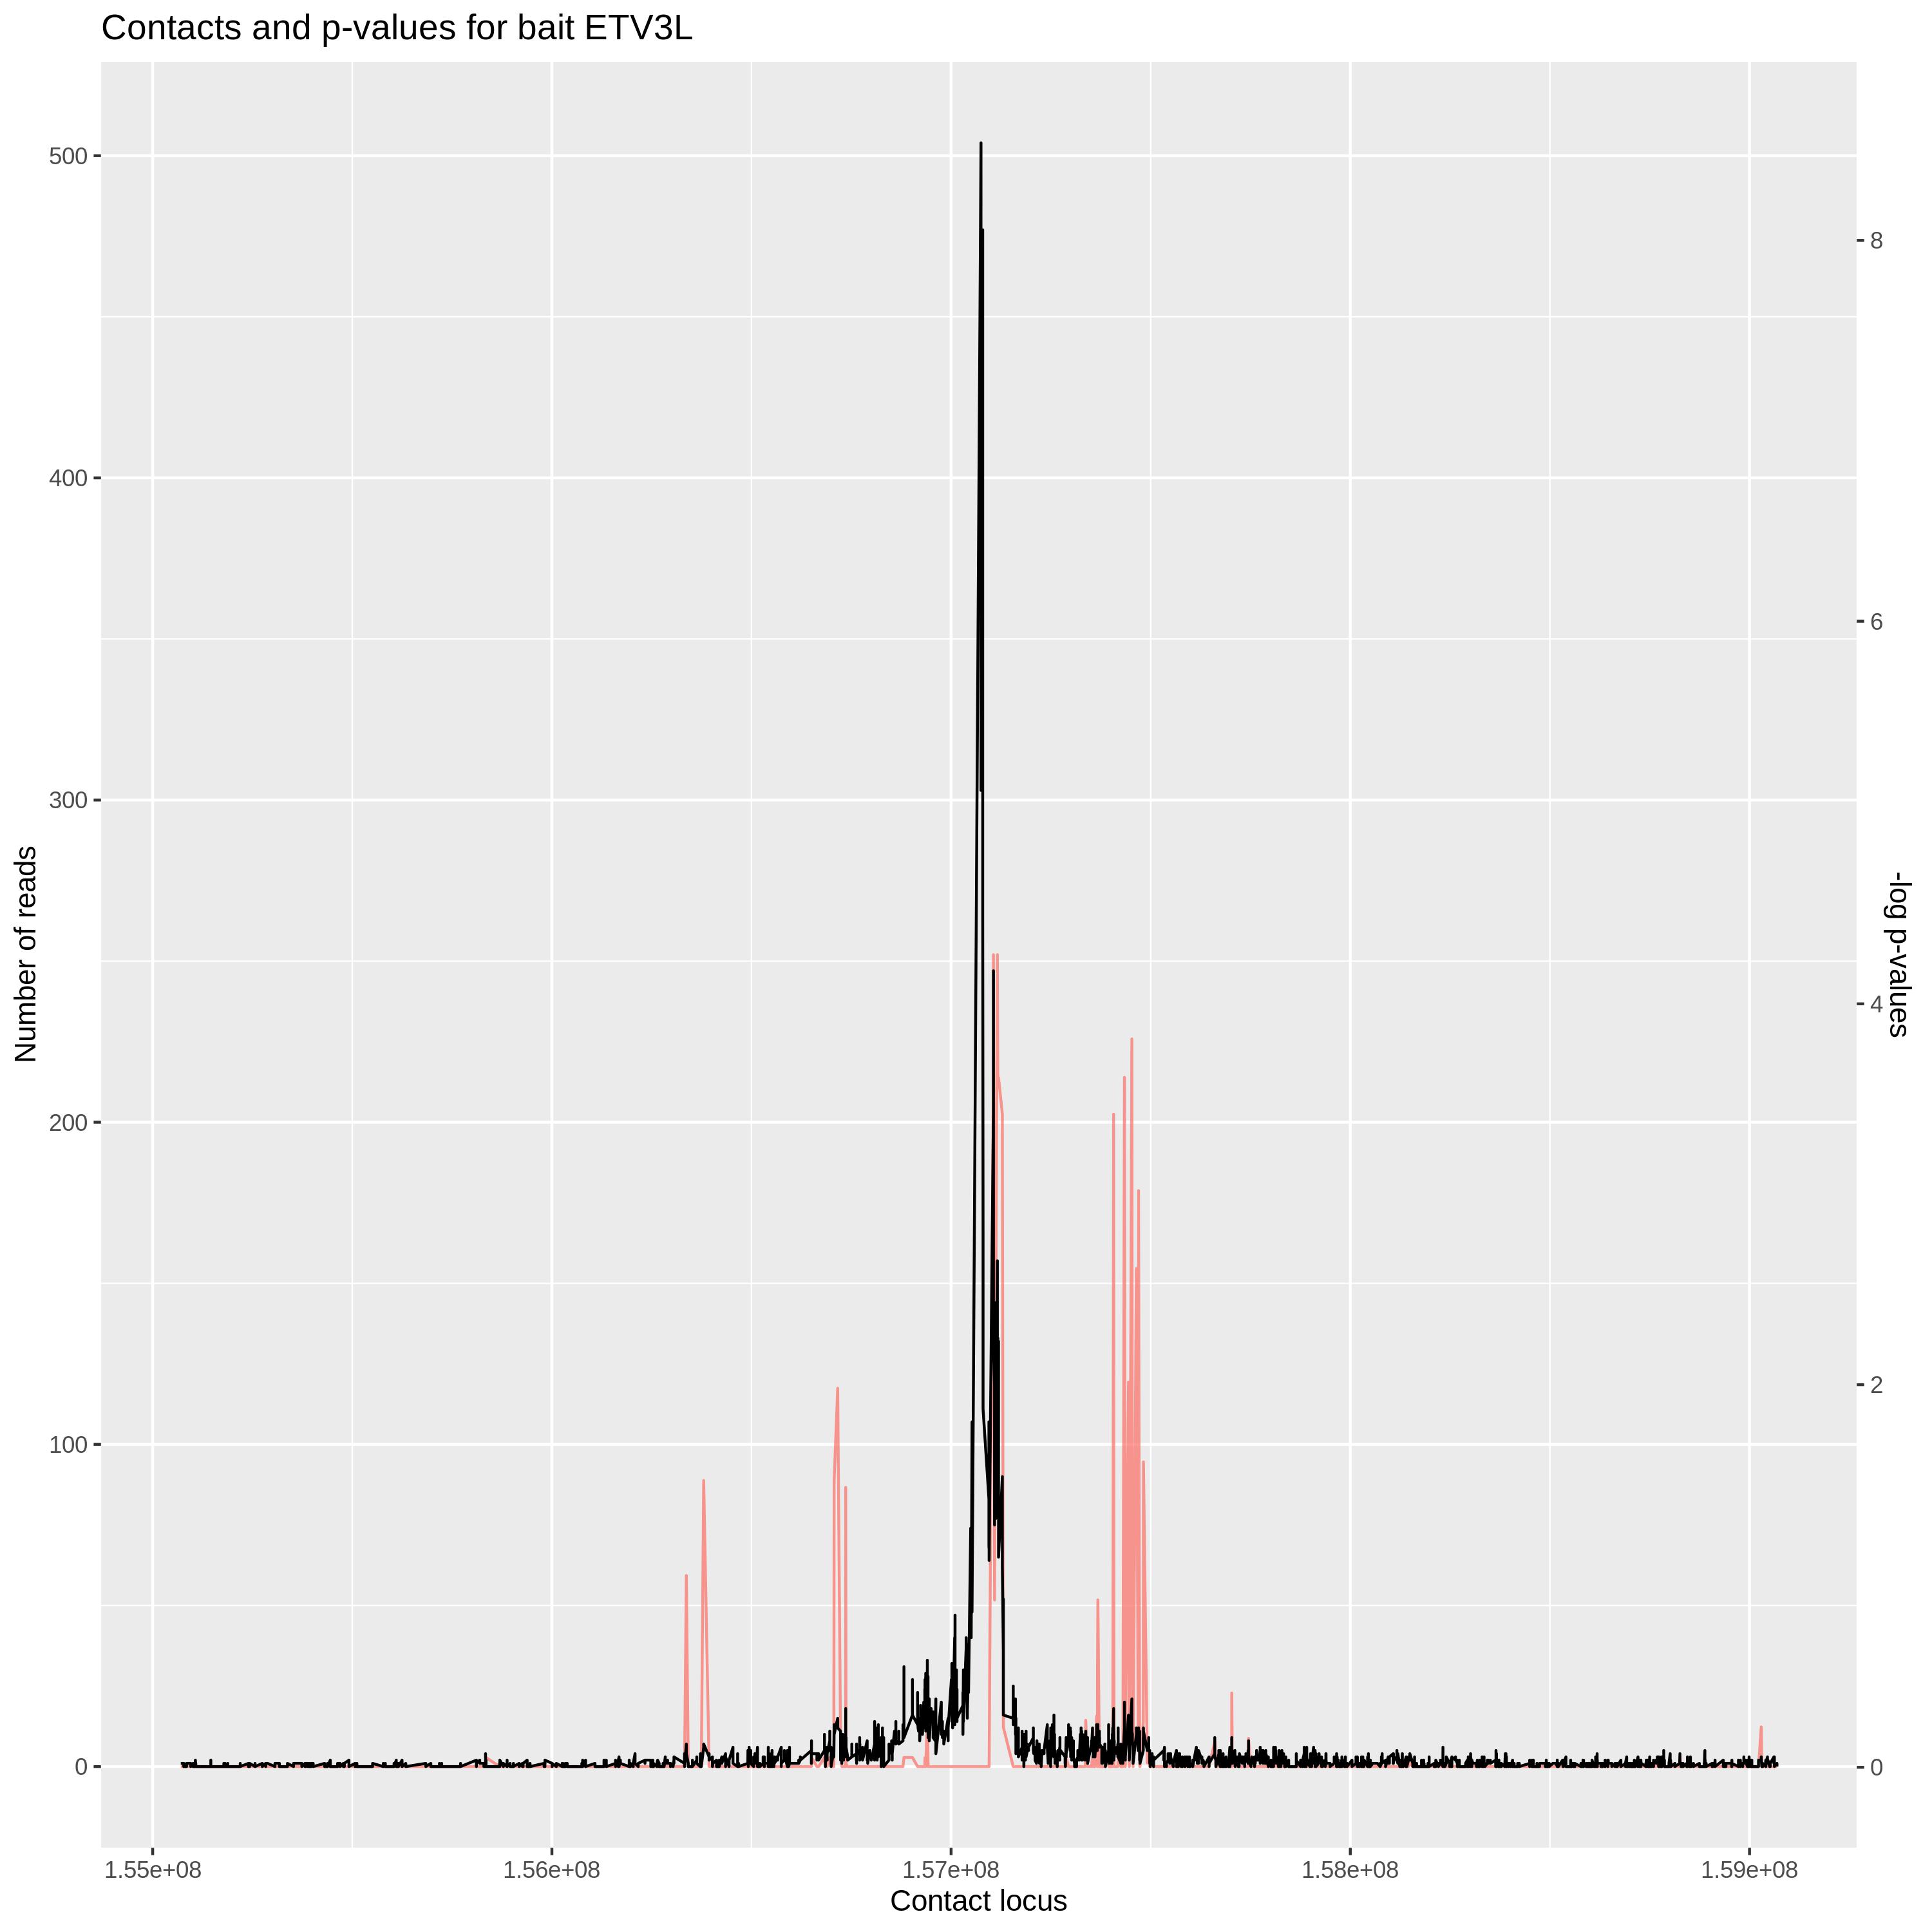 Contacts and p-values for bait ETV3L
500
400
300
200
100
0
8
6
4
2
0
Number of reads
-log p-values
1.55e+08
1.56e+08
1.57e+08
1.58e+08
1.59e+08
Contact locus